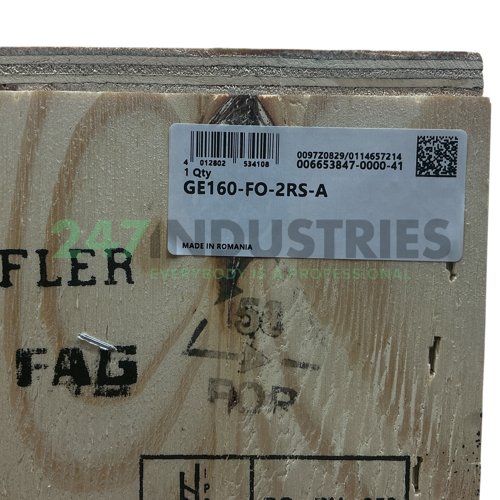 4 012802 534108
0097Z0829/0114657214
006653847-0000-41
1 Qty
GE160-FO-2RS-A
247INDUSTRIES
MADE IN ROMANIA
EVERYBODY IS A PROFESSIONAL
FLER
FAG